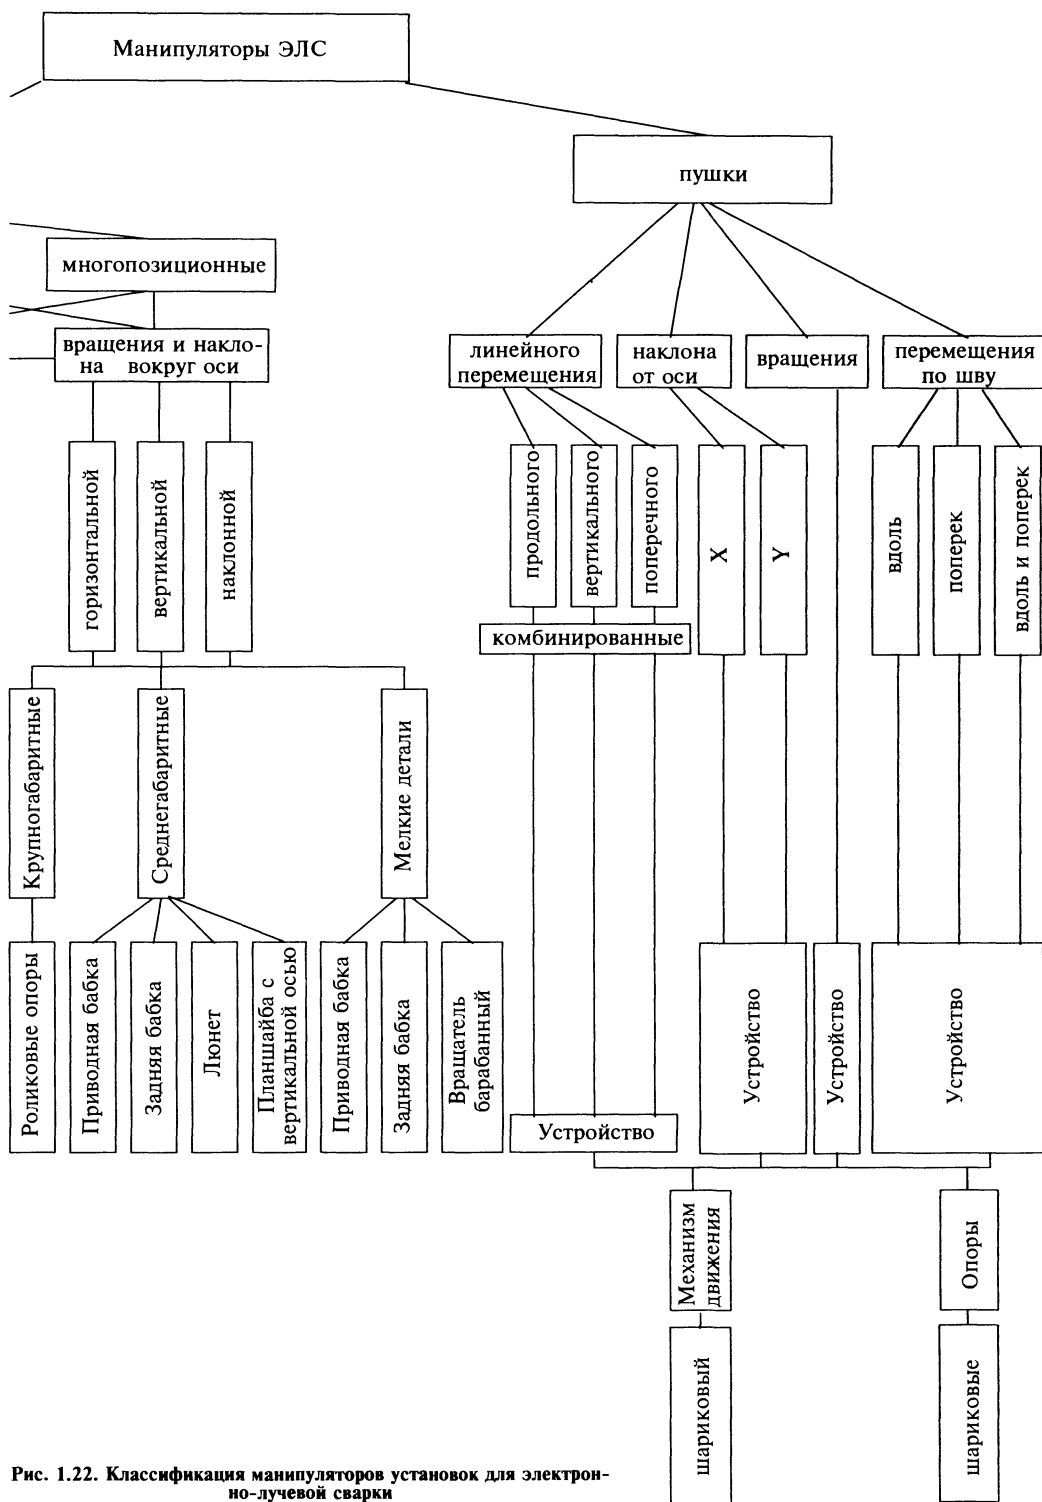 Манипуляторы ЭЛС
пушки
многопозиционные
вращения и накло-
на вокруг оси
линейного
перемещения
наклона
от оси
вращения
перемещения
по шву
горизонтальной
вертикальной
наклонной
продольного
вертикального
поперечного
X
Y
вдоль
поперек
вдоль и поперек
комбинированные
Крупногабаритные
Среднегабаритные
Мелкие детали
Роликовые опоры
Приводная бабка
Задняя бабка
Люнет
Планшайба с
вертикальной осью
Приводная бабка
Задняя бабка
Вращатель
барабанный
Устройство
Устройство
Устройство
Устройство
Механизм
движения
Опоры
шариковый
шариковые
Рис. 1.22. Классификация манипуляторов установок для электрон-
но-лучевой сварки